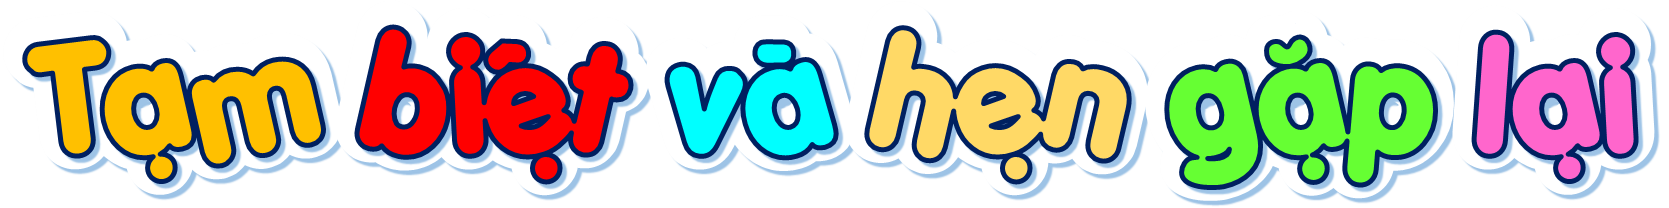 Tạm biệt và hẹn gặp lại